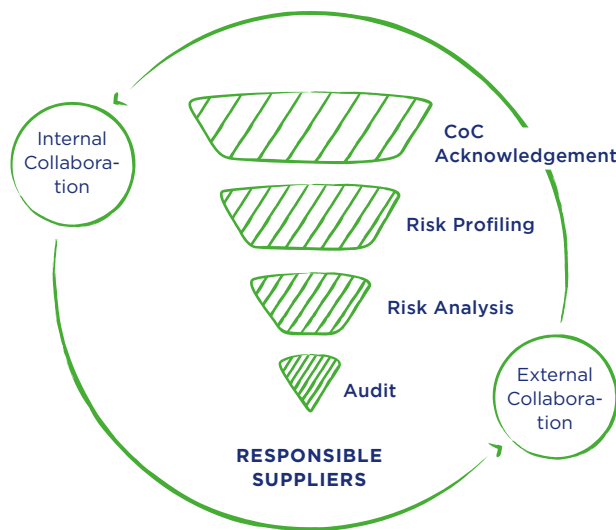 Internal
Collabora-
tion
CoC
Acknowledgement
Risk Profiling
Risk Analysis
Audit
External
Collabora-
tion
RESPONSIBLE
SUPPLIERS